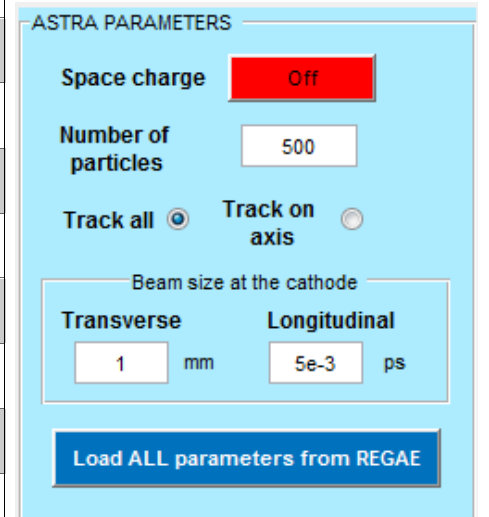 ASTRA PARAMETERS
Space charge Off
Number of
particles 500
Track all Track on
axis
Beam size at the cathode
Transverse Longitudinal
1 mm 5e-3 ps
Load ALL parameters from REGAE